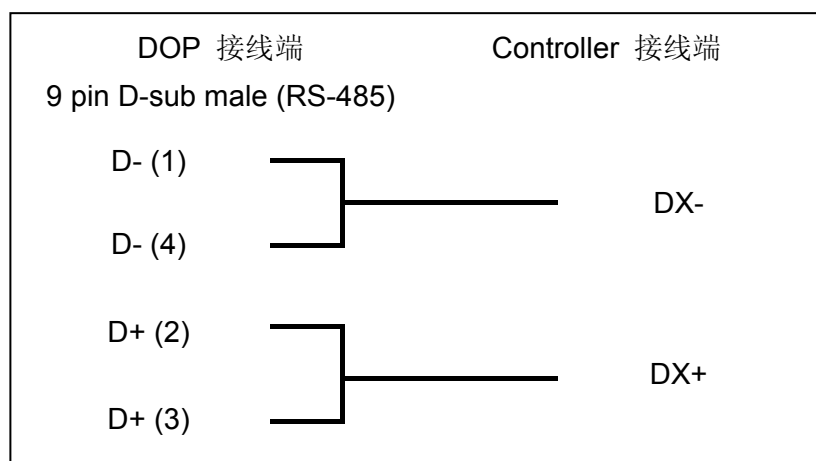 DOP 接线端 Controller 接线端
9 pin D-sub male (RS-485)
D- (1)
DX-
D- (4)
D+ (2)
DX+
D+ (3)